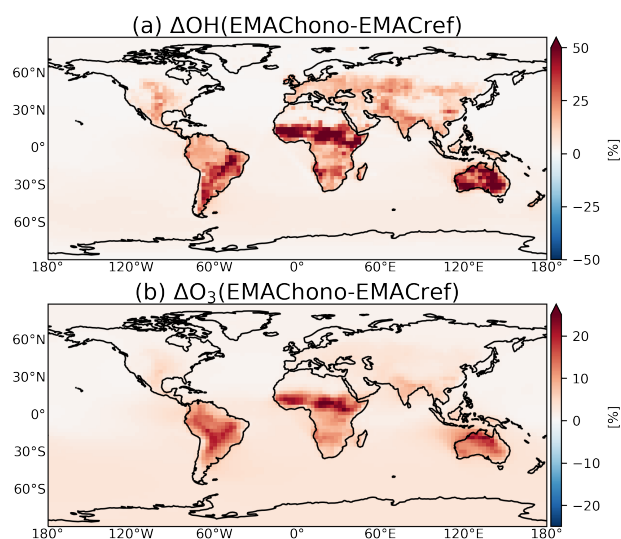 (a) ΔOH(EMAChono-EMACref)
60°N
30°N
0°
30°S
60°S
180° 120°W 60°W 0° 60°E 120°E 180°
50
25
0
−25
−50
[%]
(b) ΔO₃(EMAChono-EMACref)
60°N
30°N
0°
30°S
60°S
180° 120°W 60°W 0° 60°E 120°E 180°
20
10
0
−10
−20
[%]